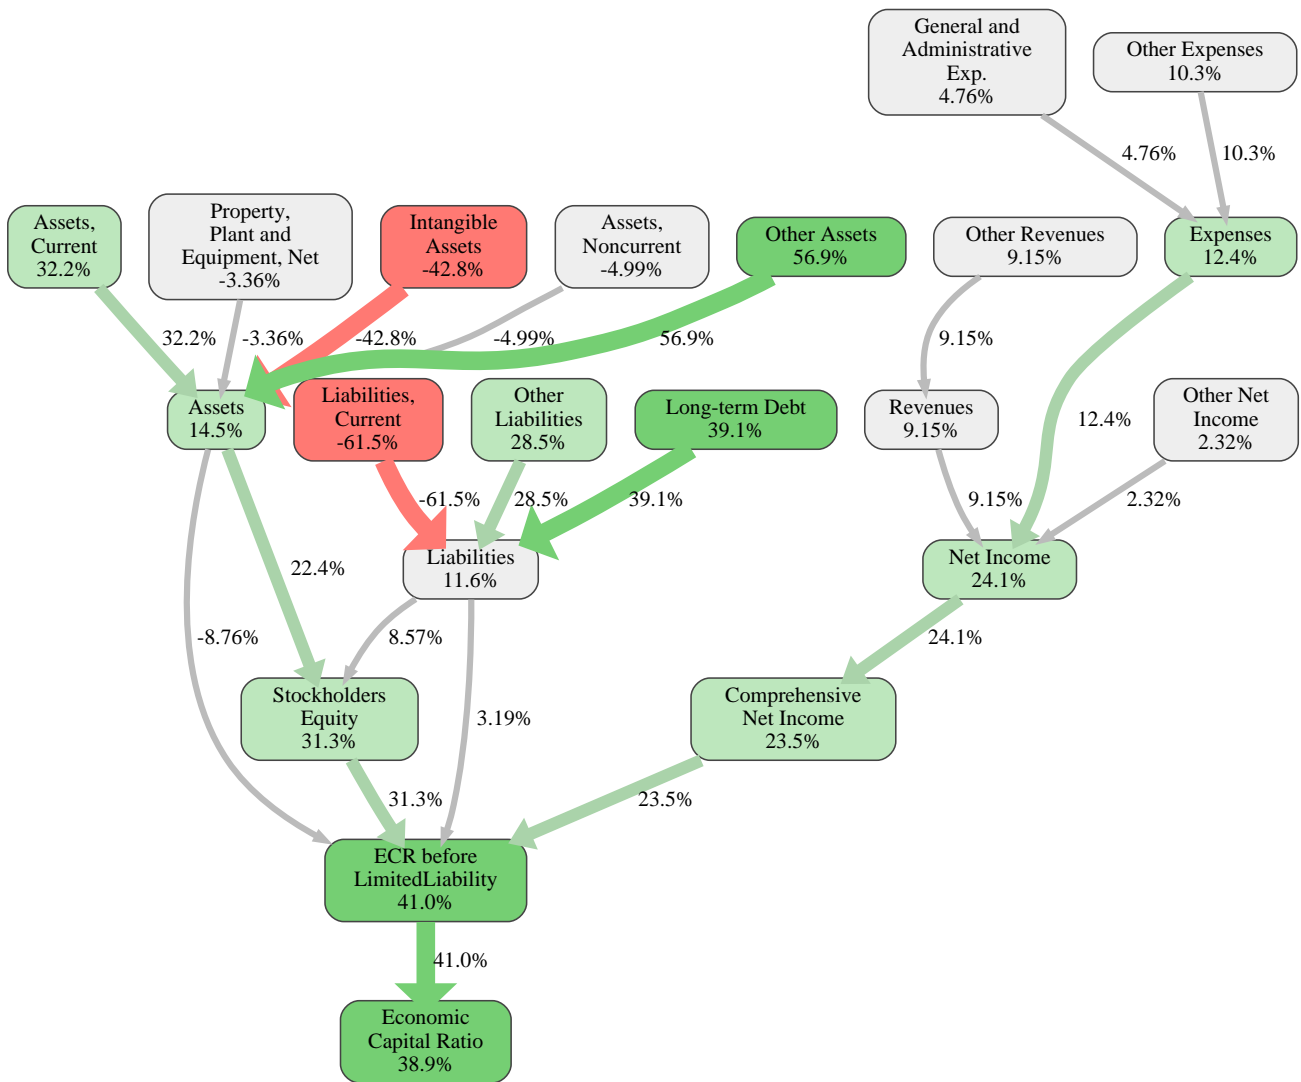 General and
Administrative
Exp.
4.76%
Other Expenses
10.3%
4.76%
10.3%
Assets,
Current
32.2%
Property,
Plant and
Equipment, Net
-3.36%
Intangible
Assets
-42.8%
Assets,
Noncurrent
-4.99%
Other Assets
56.9%
Other Revenues
9.15%
Expenses
12.4%
32.2%
-3.36%
-42.8%
-4.99%
56.9%
9.15%
Assets
14.5%
Liabilities,
Current
-61.5%
Other
Liabilities
28.5%
Long-term Debt
39.1%
Revenues
9.15%
12.4%
Other Net
Income
2.32%
-61.5%
28.5%
39.1%
9.15%
2.32%
22.4%
Liabilities
11.6%
Net Income
24.1%
-8.76%
8.57%
24.1%
Stockholders
Equity
31.3%
3.19%
Comprehensive
Net Income
23.5%
31.3%
23.5%
ECR before
LimitedLiability
41.0%
41.0%
Economic
Capital Ratio
38.9%